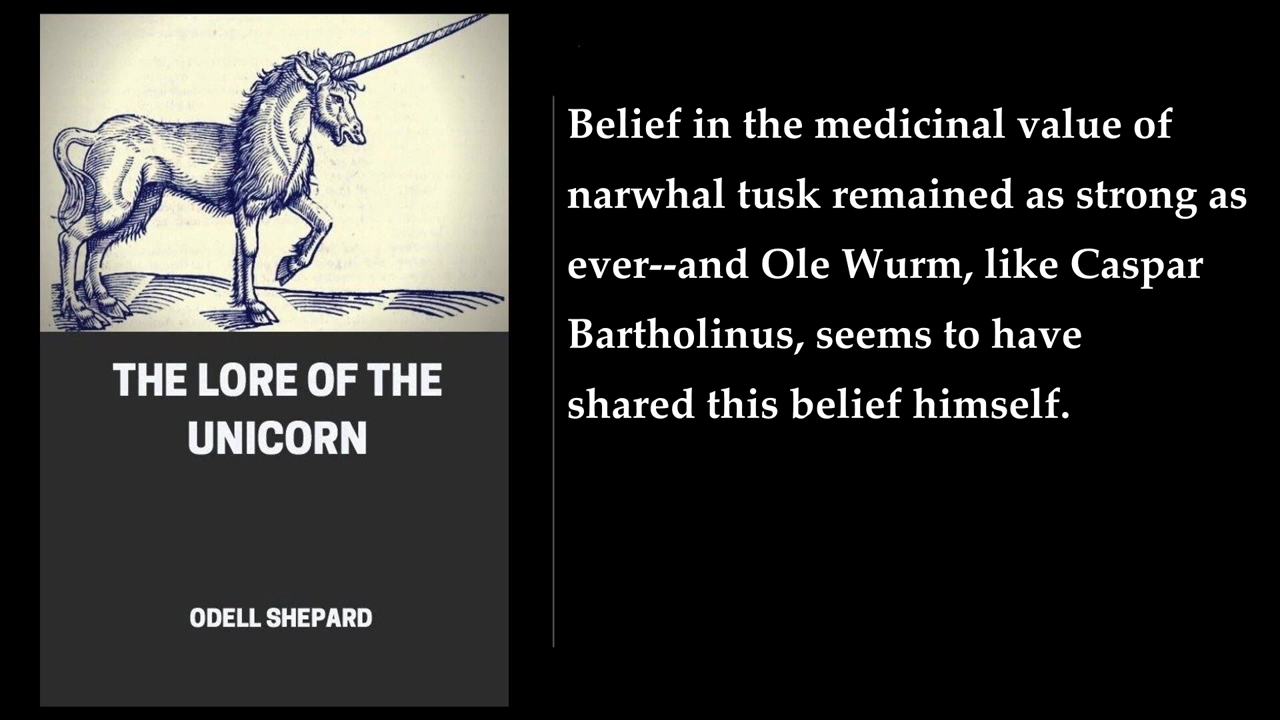 THE LORE OF THE
UNICORN
ODELL SHEPARD
Belief in the medicinal value of
narwhal tusk remained as strong as
ever--and Ole Wurm, like Caspar
Bartholinus, seems to have
shared this belief himself.